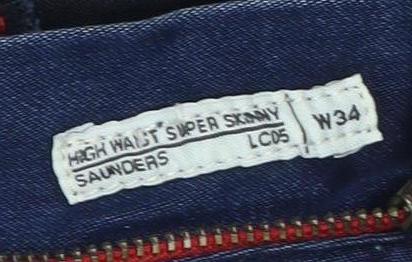 HIGH WAIST SUPER SKINNY
SAUNDERS LC05
W34